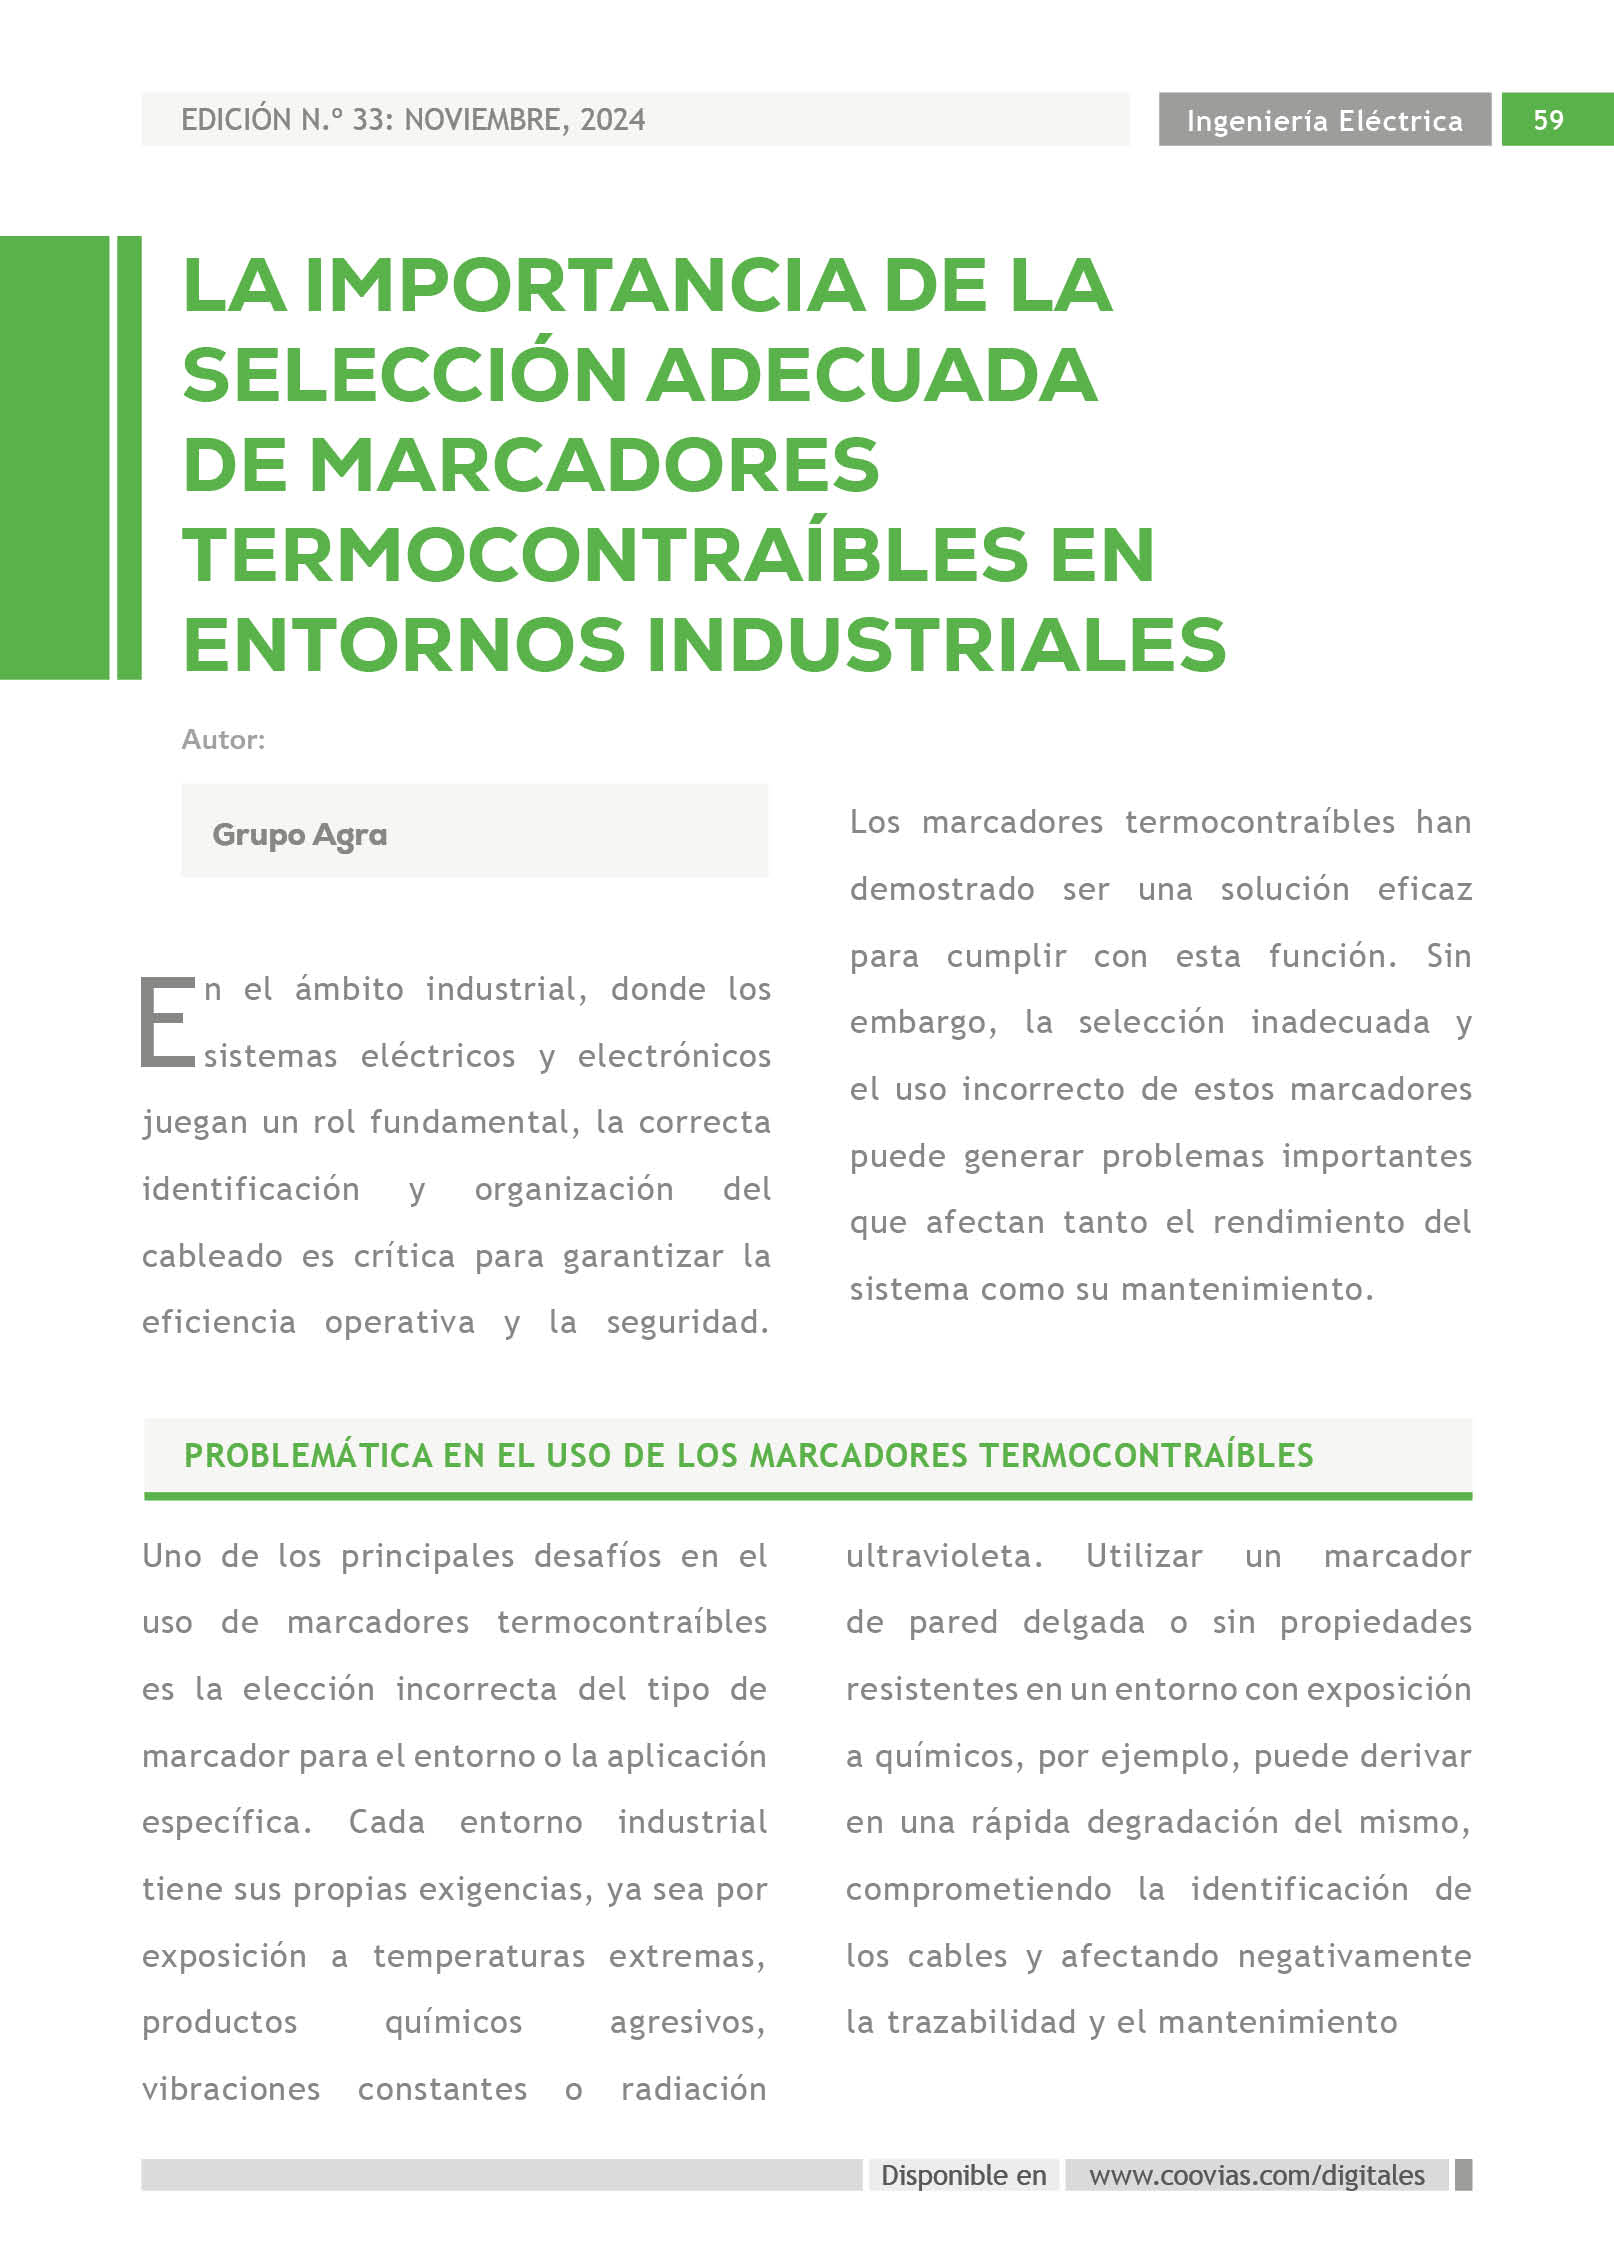 EDICIÓN N.º 33: NOVIEMBRE, 2024
Ingeniería Eléctrica
59
LA IMPORTANCIA DE LA
SELECCIÓN ADECUADA
DE MARCADORES
TERMOCONTRAÍBLES EN
ENTORNOS INDUSTRIALES
Autor:
Grupo Agra
En el ámbito industrial, donde los
sistemas eléctricos y electrónicos
juegan un rol fundamental, la correcta
identificación y organización del
cableado es crítica para garantizar la
eficiencia operativa y la seguridad.
Los marcadores termocontraíbles han
demostrado ser una solución eficaz
para cumplir con esta función. Sin
embargo, la selección inadecuada y
el uso incorrecto de estos marcadores
puede generar problemas importantes
que afectan tanto el rendimiento del
sistema como su mantenimiento.
PROBLEMÁTICA EN EL USO DE LOS MARCADORES TERMOCONTRAÍBLES
Uno de los principales desafíos en el
uso de marcadores termocontraíbles
es la elección incorrecta del tipo de
marcador para el entorno o la aplicación
específica. Cada entorno industrial
tiene sus propias exigencias, ya sea por
exposición a temperaturas extremas,
productos químicos agresivos,
vibraciones constantes o radiación
ultravioleta. Utilizar un marcador
de pared delgada o sin propiedades
resistentes en un entorno con exposición
a químicos, por ejemplo, puede derivar
en una rápida degradación del mismo,
comprometiendo la identificación de
los cables y afectando negativamente
la trazabilidad y el mantenimiento
Disponible en
www.coovias.com/digitales